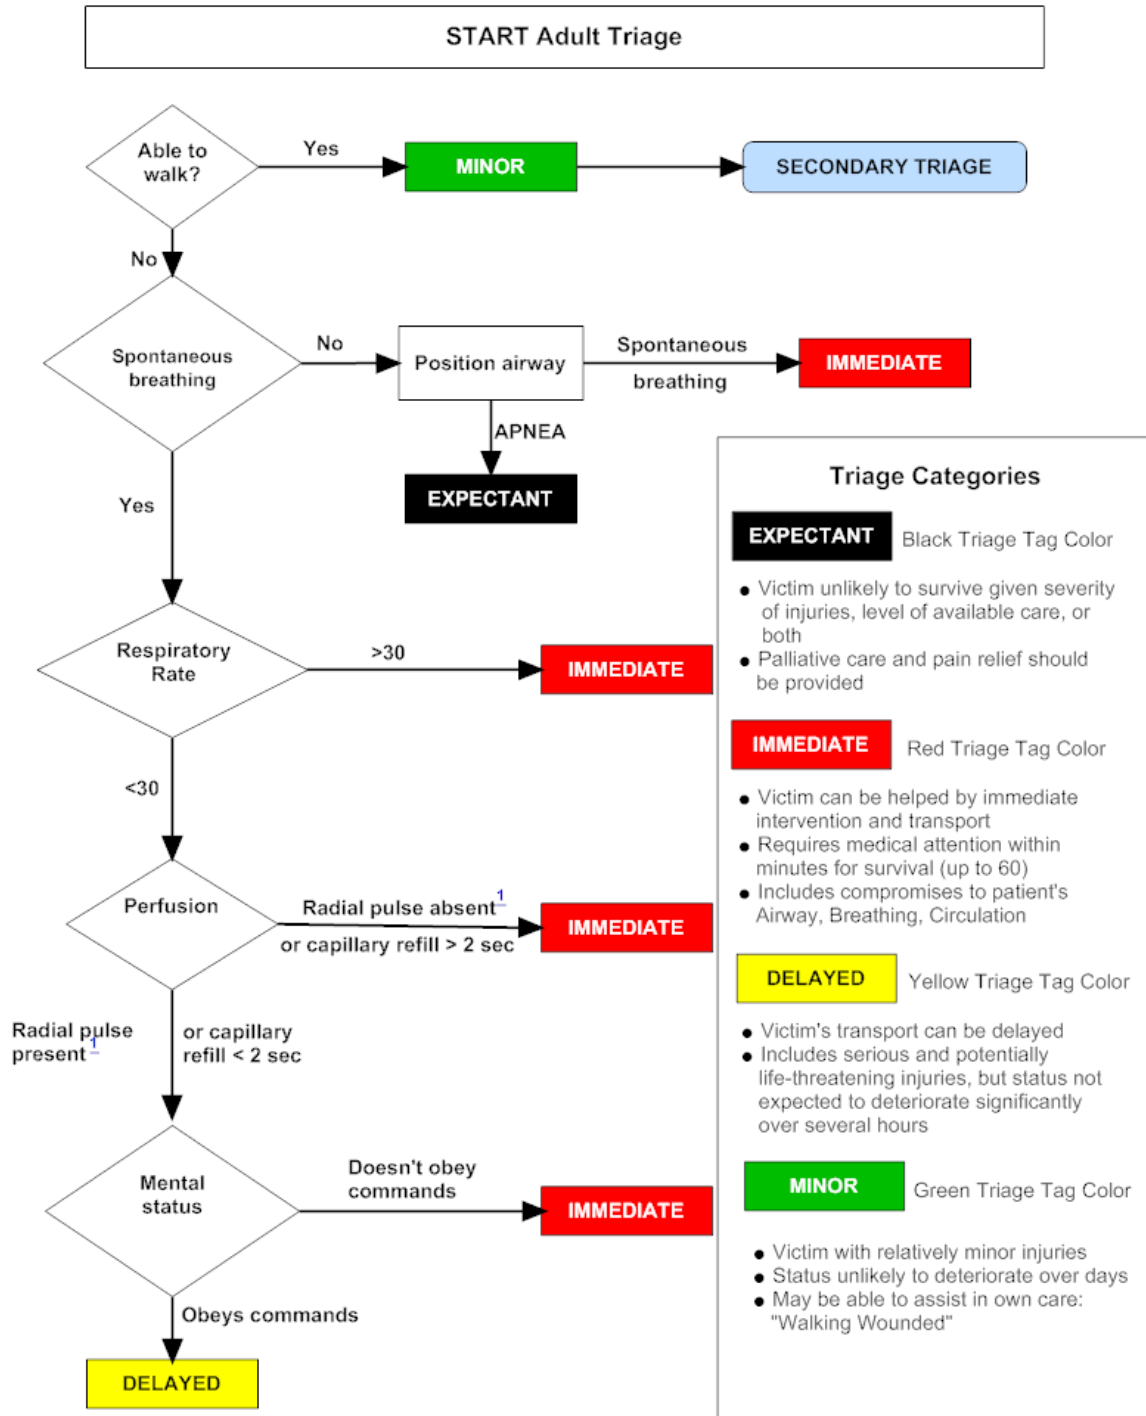 START Adult Triage
Able to
walk?
Yes
MINOR
SECONDARY TRIAGE
No
Spontaneous
breathing
No
Position airway
Spontaneous
breathing
IMMEDIATE
APNEA
EXPECTANT
Yes
Respiratory
Rate
>30
IMMEDIATE
<30
Perfusion
Radial pulse absent1
or capillary refill > 2 sec
IMMEDIATE
Radial pulse
present1
or capillary
refill < 2 sec
Mental
status
Doesn't obey
commands
IMMEDIATE
Obeys commands
DELAYED
Triage Categories
EXPECTANT Black Triage Tag Color
● Victim unlikely to survive given severity
of injuries, level of available care, or
both
● Palliative care and pain relief should
be provided
IMMEDIATE Red Triage Tag Color
● Victim can be helped by immediate
intervention and transport
● Requires medical attention within
minutes for survival (up to 60)
● Includes compromises to patient's
Airway, Breathing, Circulation
DELAYED Yellow Triage Tag Color
● Victim's transport can be delayed
● Includes serious and potentially
life-threatening injuries, but status not
expected to deteriorate significantly
over several hours
MINOR Green Triage Tag Color
● Victim with relatively minor injuries
● Status unlikely to deteriorate over days
● May be able to assist in own care:
"Walking Wounded"